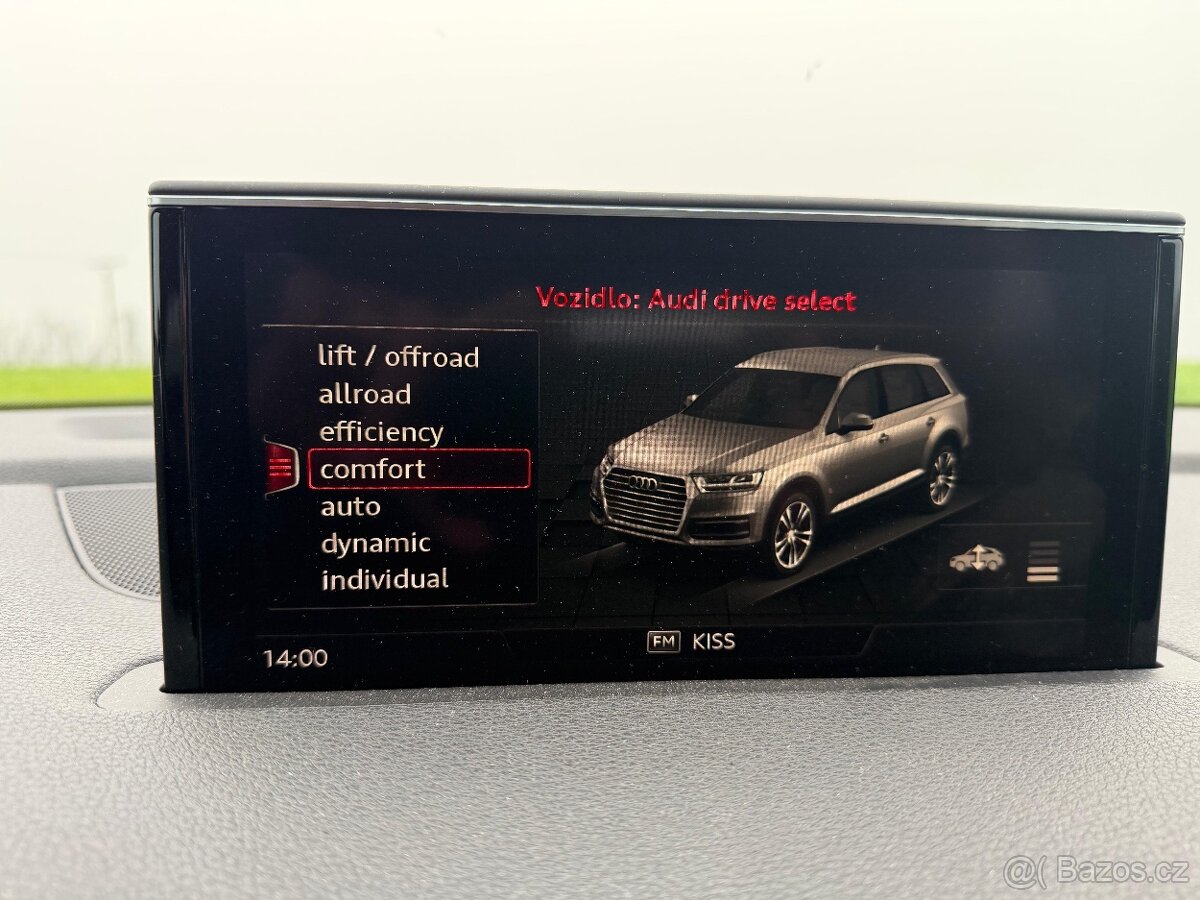 Vozidlo: Audi drive select
lift / offroad
allroad
efficiency
comfort
auto
dynamic
individual
FM KISS
14:00
@( Bazos.cz